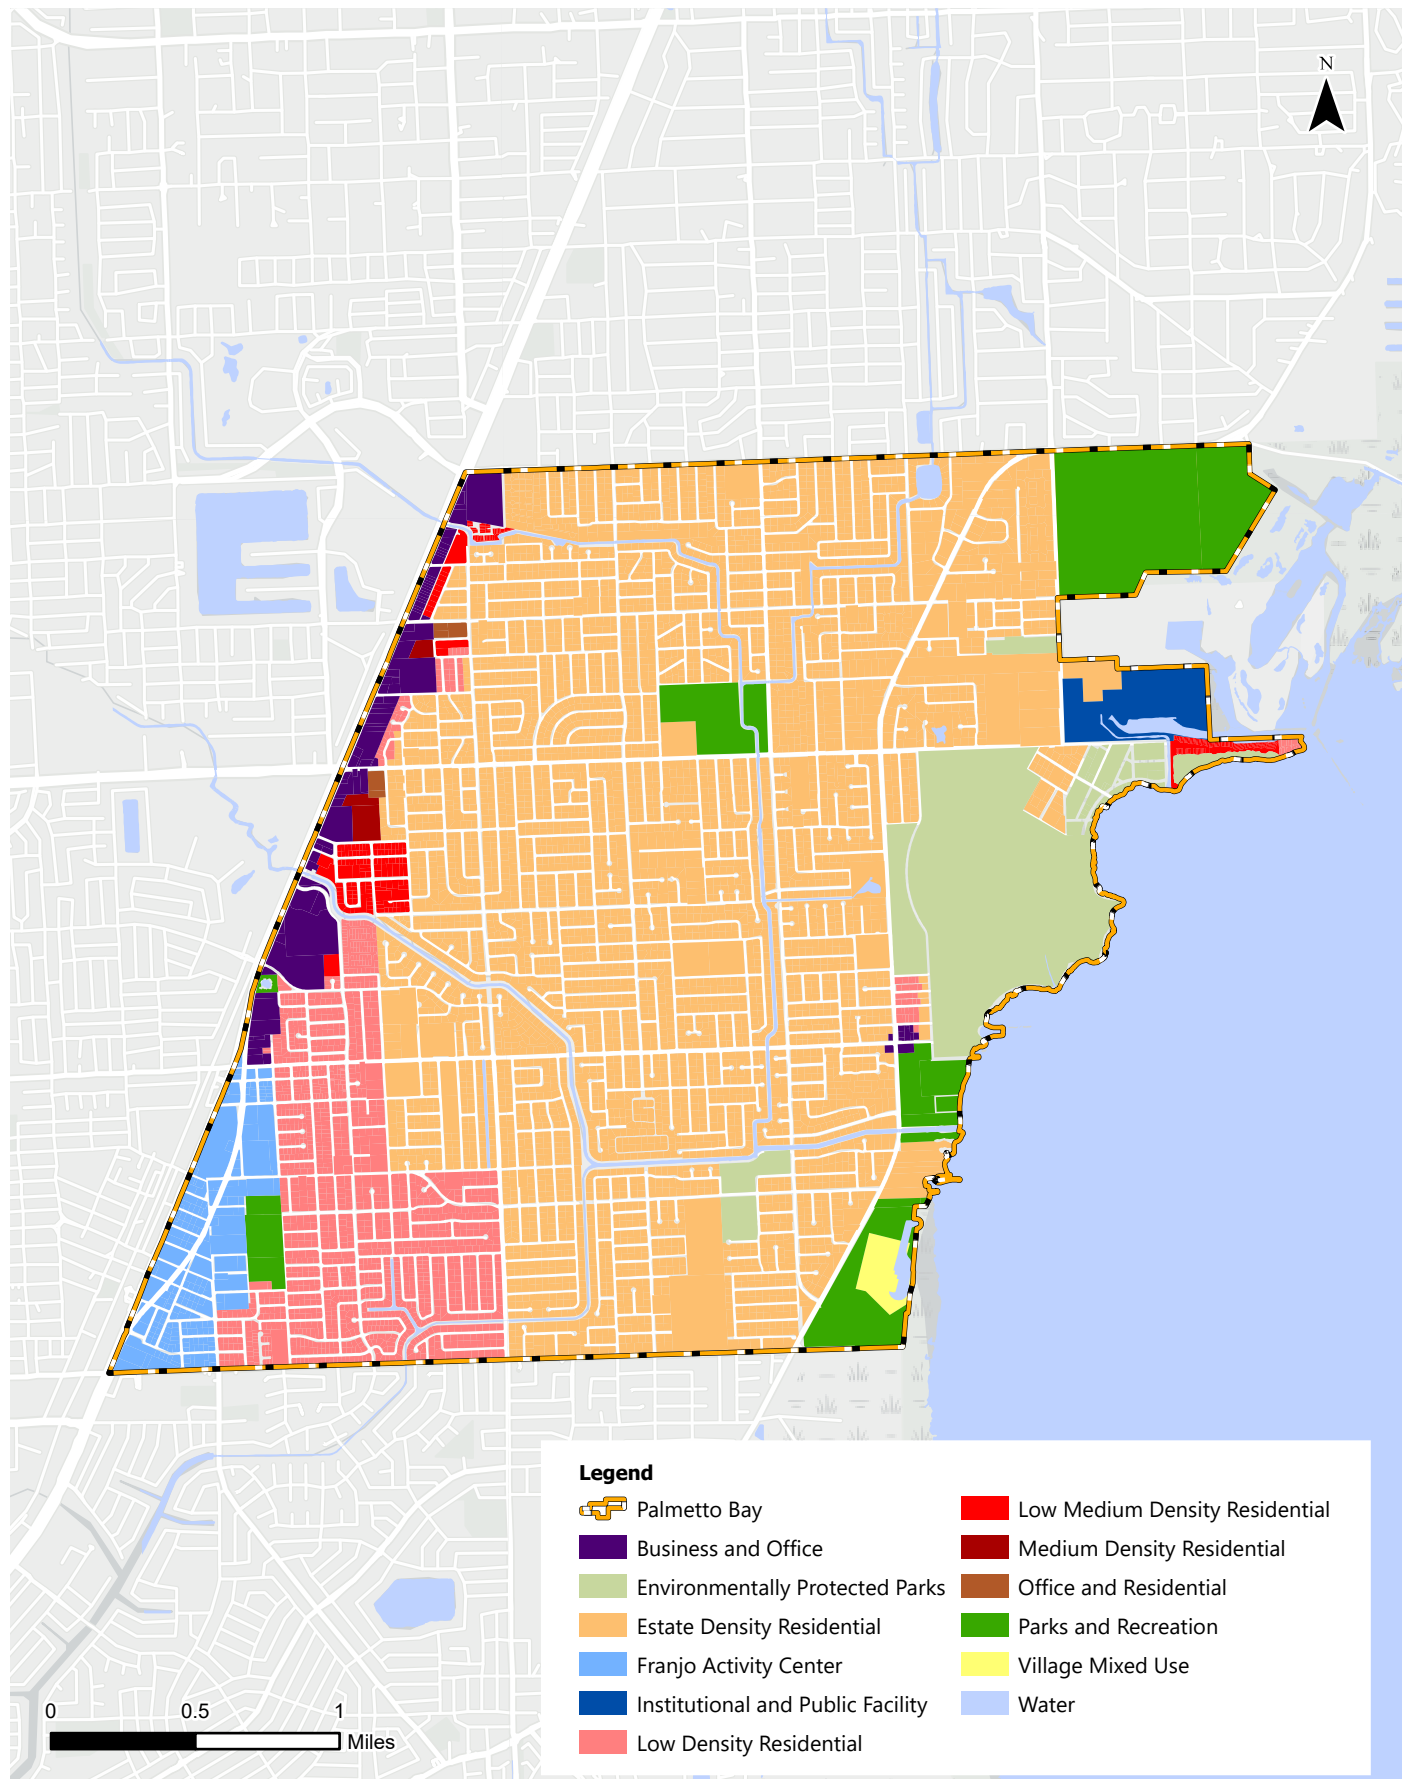 N
Legend
Palmetto Bay
Business and Office
Environmentally Protected Parks
Estate Density Residential
Franjo Activity Center
Institutional and Public Facility
Low Density Residential
Low Medium Density Residential
Medium Density Residential
Office and Residential
Parks and Recreation
Village Mixed Use
Water
0 0.5 1
Miles